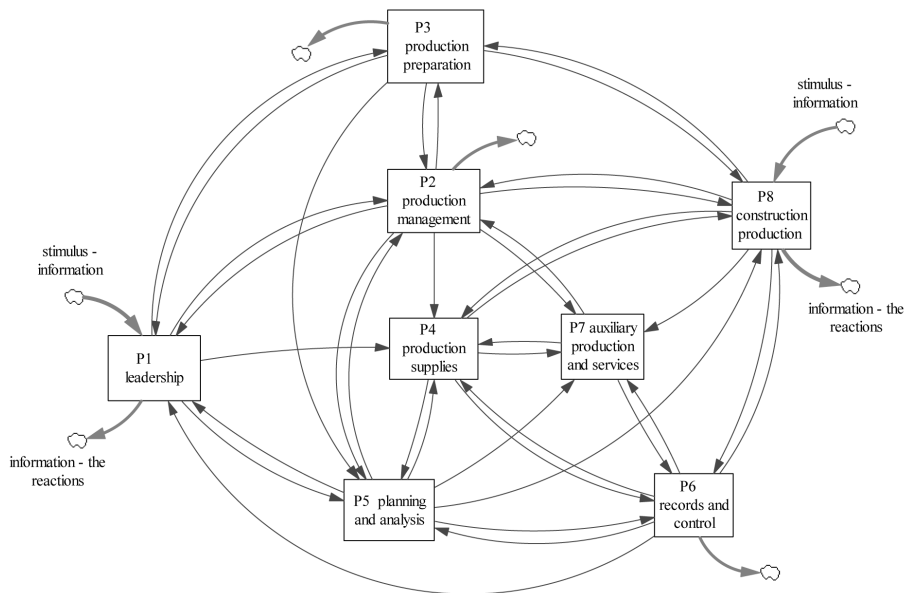 P3
production
preparation
stimulus -
information
P2
production
management
P8
construction
production
stimulus -
information
information - the
reactions
P4
production
supplies
P7 auxiliary
production
and services
P1
leadership
information - the
reactions
P5 planning
and analysis
P6
records and
control